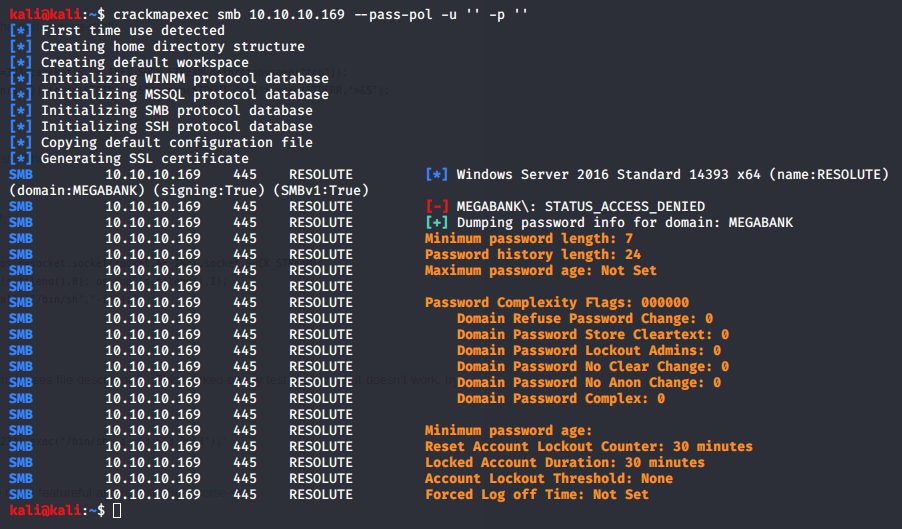 kali@kali:~$ crackmapexec smb 10.10.10.169 --pass-pol -u '' -p ''
[*] First time use detected
[*] Creating home directory structure
[*] Creating default workspace
[*] Initializing WINRM protocol database
[*] Initializing MSSQL protocol database
[*] Initializing SMB protocol database
[*] Initializing SSH protocol database
[*] Copying default configuration file
[*] Generating SSL certificate
SMB 10.10.10.169 445 RESOLUTE [*] Windows Server 2016 Standard 14393 x64 (name:RESOLUTE)
(domain:MEGABANK) (signing:True) (SMBv1:True)
SMB 10.10.10.169 445 RESOLUTE [-] MEGABANK\: STATUS_ACCESS_DENIED
SMB 10.10.10.169 445 RESOLUTE [+] Dumping password info for domain: MEGABANK
SMB 10.10.10.169 445 RESOLUTE Minimum password length: 7
SMB 10.10.10.169 445 RESOLUTE Password history length: 24
SMB 10.10.10.169 445 RESOLUTE Maximum password age: Not Set
SMB 10.10.10.169 445 RESOLUTE
SMB 10.10.10.169 445 RESOLUTE Password Complexity Flags: 000000
SMB 10.10.10.169 445 RESOLUTE Domain Refuse Password Change: 0
SMB 10.10.10.169 445 RESOLUTE Domain Password Store Cleartext: 0
SMB 10.10.10.169 445 RESOLUTE Domain Password Lockout Admins: 0
SMB 10.10.10.169 445 RESOLUTE Domain Password No Clear Change: 0
SMB 10.10.10.169 445 RESOLUTE Domain Password No Anon Change: 0
SMB 10.10.10.169 445 RESOLUTE Domain Password Complex: 0
SMB 10.10.10.169 445 RESOLUTE
SMB 10.10.10.169 445 RESOLUTE Minimum password age:
SMB 10.10.10.169 445 RESOLUTE Reset Account Lockout Counter: 30 minutes
SMB 10.10.10.169 445 RESOLUTE Locked Account Duration: 30 minutes
SMB 10.10.10.169 445 RESOLUTE Account Lockout Threshold: None
SMB 10.10.10.169 445 RESOLUTE Forced Log off Time: Not Set
kali@kali:~$